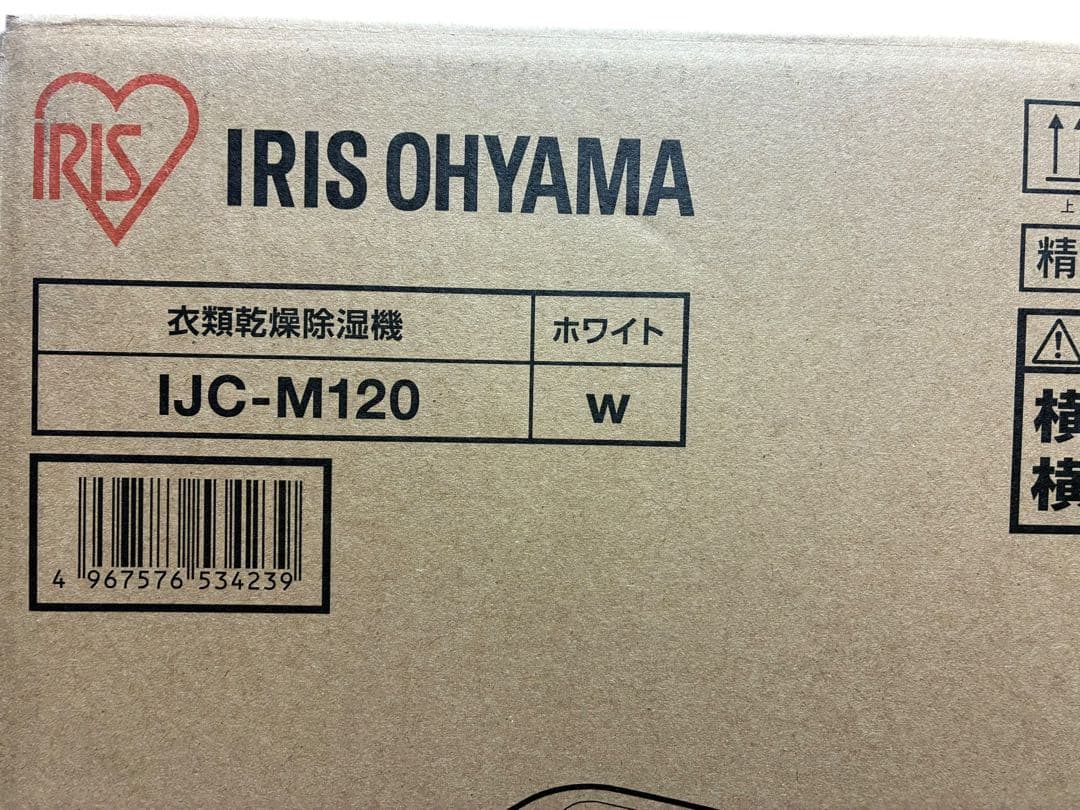 IRIS
IRIS OHYAMA
衣類乾燥除湿機 ホワイト
IJC-M120 W
4 967576 534239
上
精
横
横